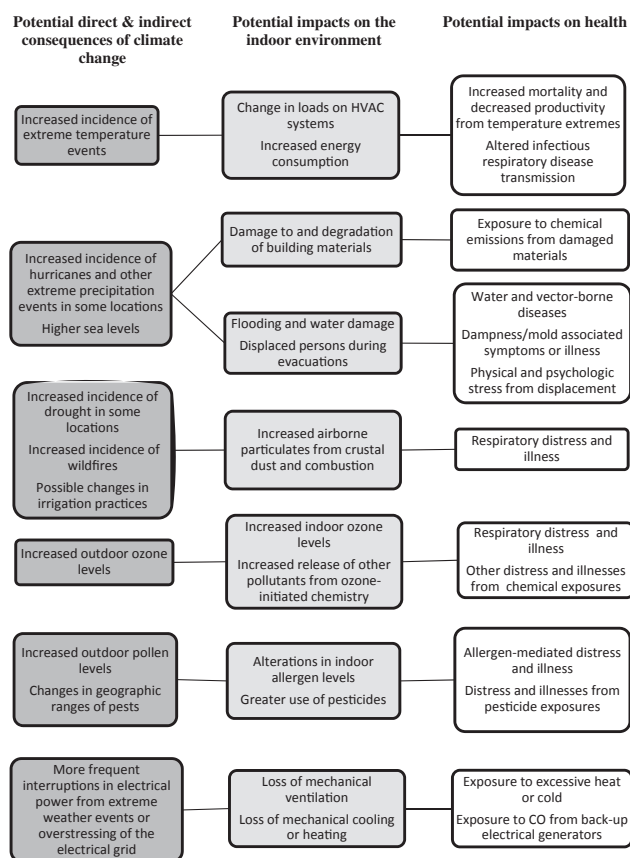 Potential direct & indirect
consequences of climate
change
Potential impacts on the
indoor environment
Potential impacts on health
Increased incidence of
extreme temperature
events
Change in loads on HVAC
systems
Increased energy
consumption
Increased mortality and
decreased productivity
from temperature extremes
Altered infectious
respiratory disease
transmission
Increased incidence of
hurricanes and other
extreme precipitation
events in some locations
Higher sea levels
Damage to and degradation
of building materials
Exposure to chemical
emissions from damaged
materials
Flooding and water damage
Displaced persons during
evacuations
Water and vector-borne
diseases
Dampness/mold associated
symptoms or illness
Physical and psychologic
stress from displacement
Increased incidence of
drought in some
locations
Increased incidence of
wildfires
Possible changes in
irrigation practices
Increased airborne
particulates from crustal
dust and combustion
Respiratory distress and
illness
Increased outdoor ozone
levels
Increased indoor ozone
levels
Increased release of other
pollutants from ozone-
initiated chemistry
Respiratory distress and
illness
Other distress and illnesses
from chemical exposures
Increased outdoor pollen
levels
Changes in geographic
ranges of pests
Alterations in indoor
allergen levels
Greater use of pesticides
Allergen-mediated distress
and illness
Distress and illnesses from
pesticide exposures
More frequent
interruptions in electrical
power from extreme
weather events or
overstressing of the
electrical grid
Loss of mechanical
ventilation
Loss of mechanical cooling
or heating
Exposure to excessive heat
or cold
Exposure to CO from back-up
electrical generators